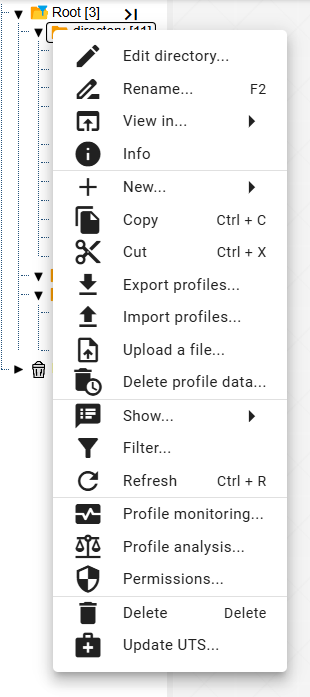 Root [3]
directory [11]
Edit directory...
Rename... F2
View in...
Info
New...
Copy Ctrl + C
Cut Ctrl + X
Export profiles...
Import profiles...
Upload a file...
Delete profile data...
Show...
Filter...
Refresh Ctrl + R
Profile monitoring...
Profile analysis...
Permissions...
Delete Delete
Update UTS...